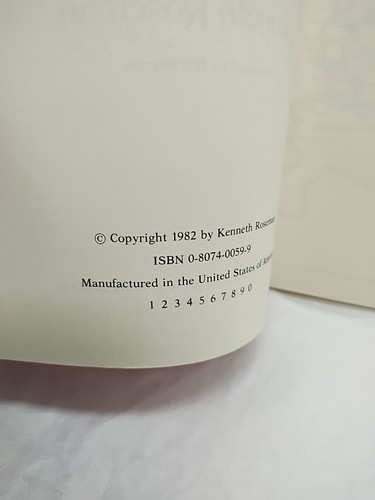 © Copyright 1982 by Kenneth
ISBN 0-8074-0059-9
Manufactured in the United States of
1 2 3 4 5 6 7 8 9 0